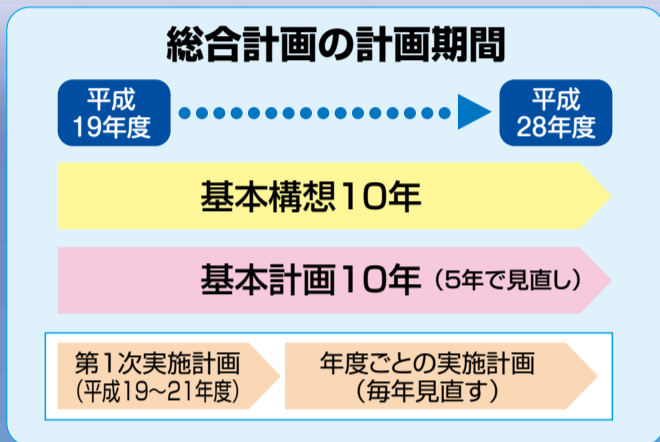 総合計画の計画期間
平成
19年度
平成
28年度
基本構想10年
基本計画10年（5年で見直し）
第1次実施計画
（平成19～21年度）
年度ごとの実施計画
（毎年見直す）